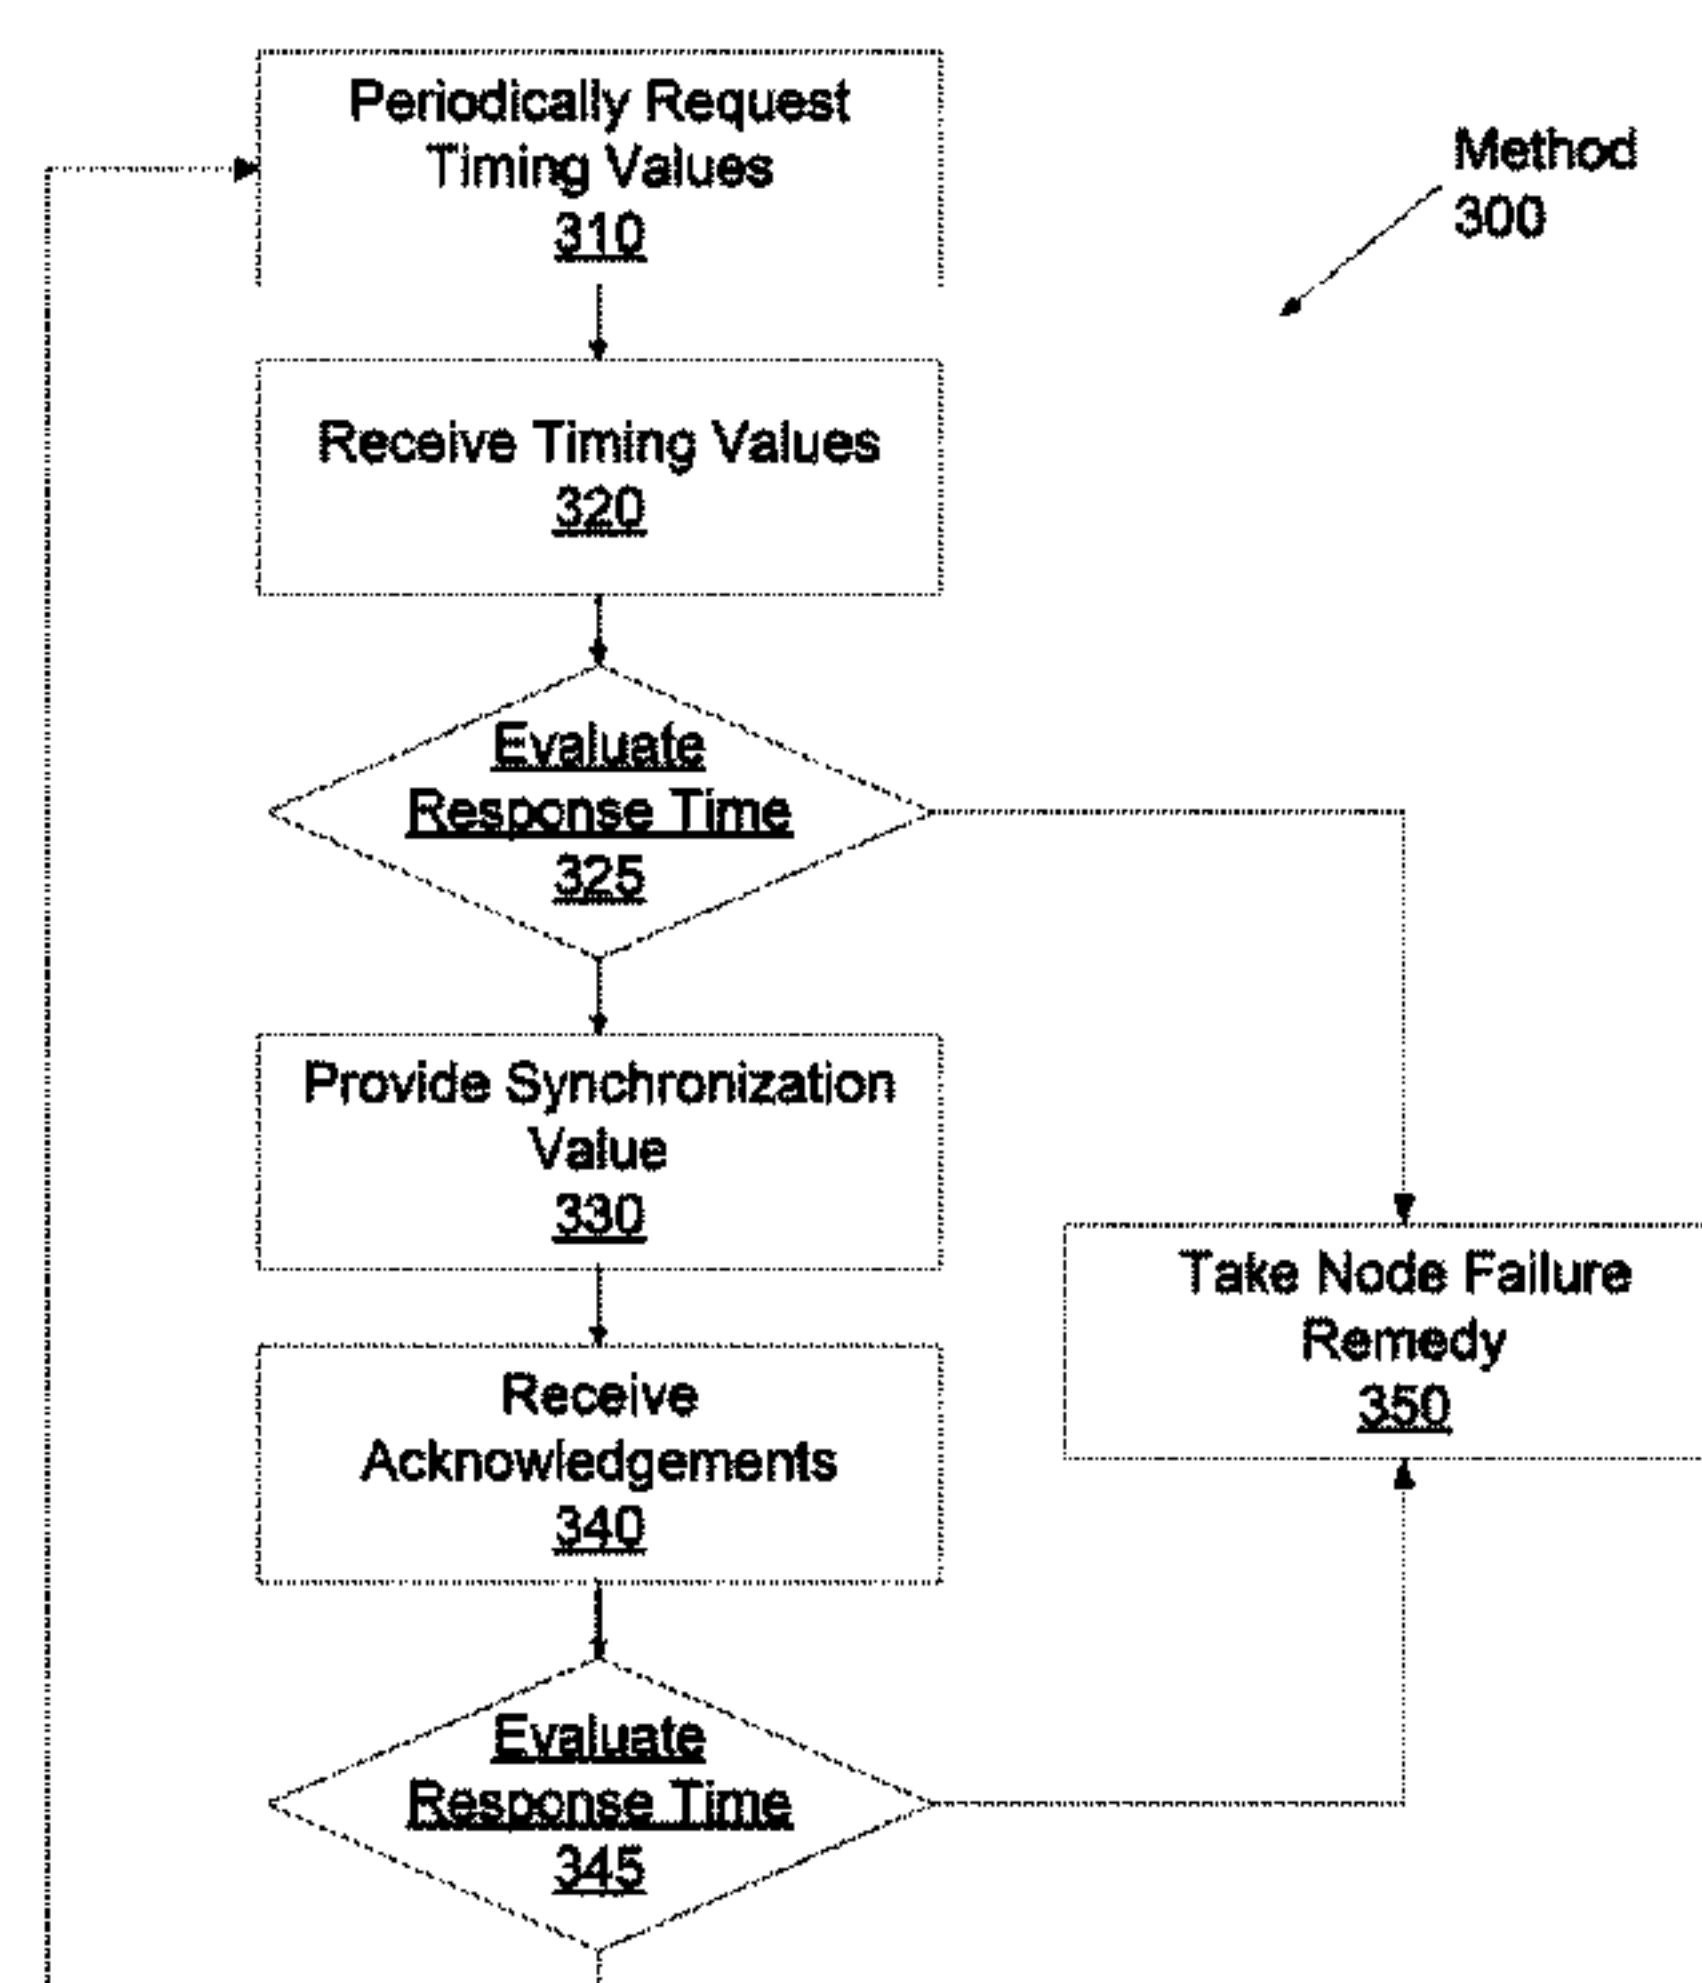 Periodically Request
Timing Values
310
Method
300
Receive Timing Values
320
Evaluate
Response Time
325
Provide Synchronization
Value
330
Take Node Failure
Remedy
350
Receive
Acknowledgements
340
Evaluate
Response Time
345